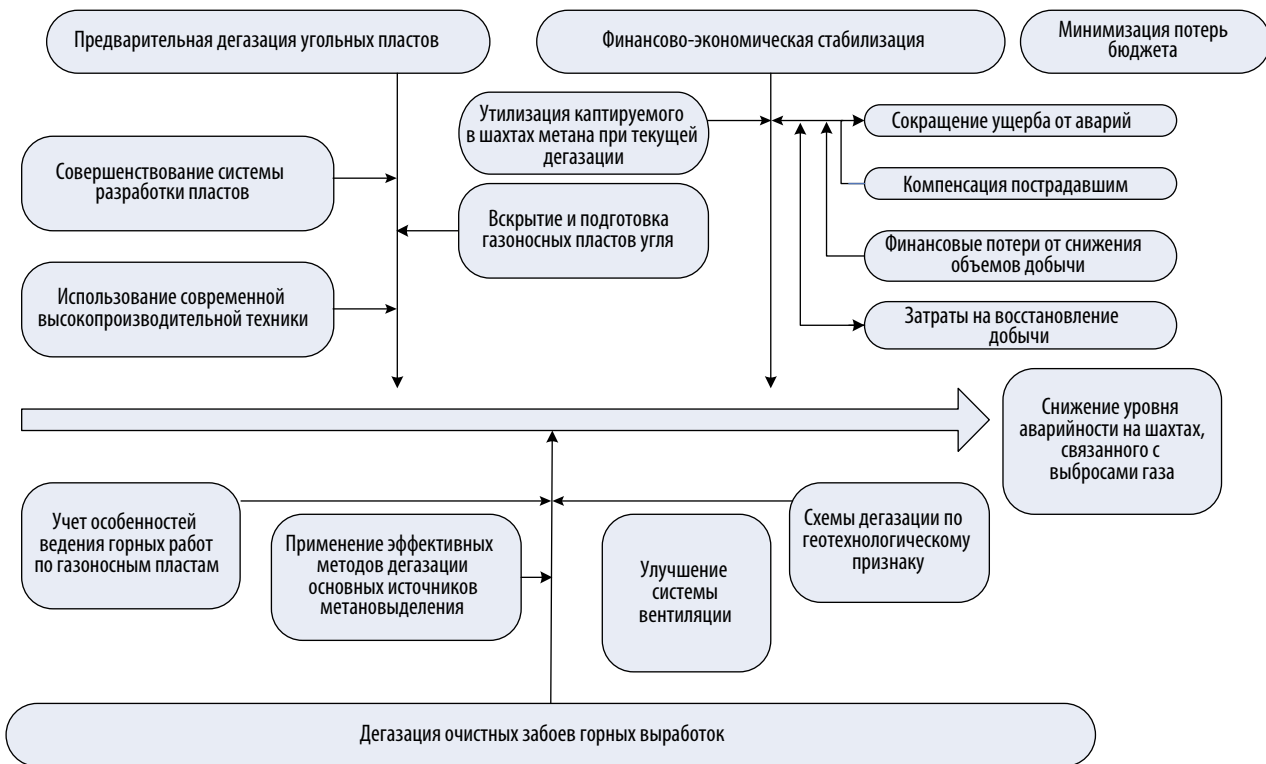 Предварительная дегазация угольных пластов
Финансово-экономическая стабилизация
Минимизация потерь
бюджета
Утилизация каптируемого
в шахтах метана при текущей
дегазации
Сокращение ущерба от аварий
Совершенствование системы
разработки пластов
Компенсация пострадавшим
Вскрытие и подготовка
газоносных пластов угля
Финансовые потери от снижения
объемов добычи
Использование современной
высокопроизводительной техники
Затраты на восстановление
добычи
Снижение уровня
аварийности на шахтах,
связанного с
выбросами газа
Учет особенностей
ведения горных работ
по газоносным пластам
Применение эффективных
методов дегазации
основных источников
метановыделения
Улучшение
системы
вентиляции
Схемы дегазации по
геотехнологическому
признаку
Дегазация очистных забоев горных выработок